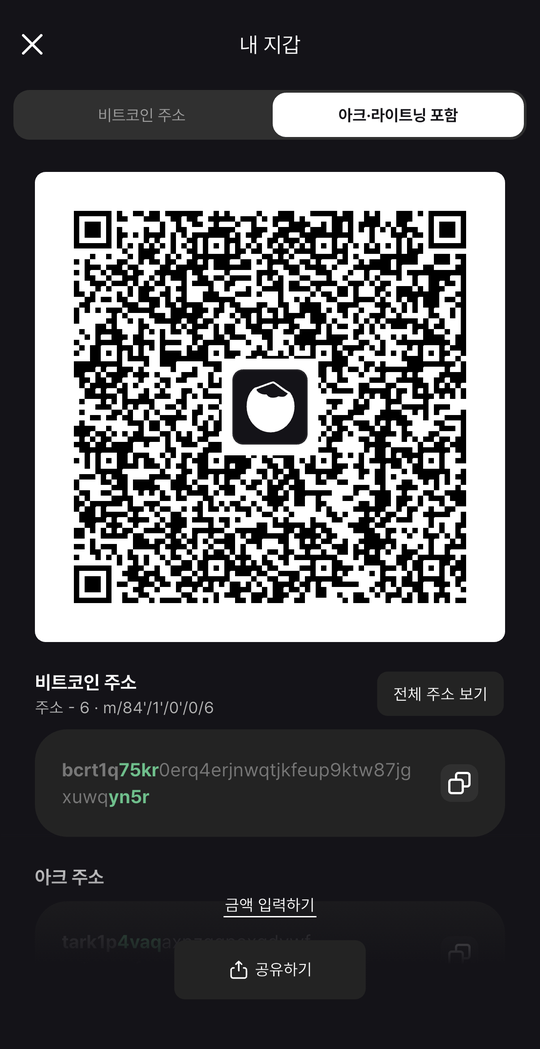 내 지갑
비트코인 주소
아크·라이트닝 포함
비트코인 주소
주소 - 6 · m/84'/1'/0'/0/6
전체 주소 보기
bcrt1q75kr0erq4erjnwqtjkfeup9ktw87jg
xuwqyn5r
아크 주소
금액 입력하기
공유하기